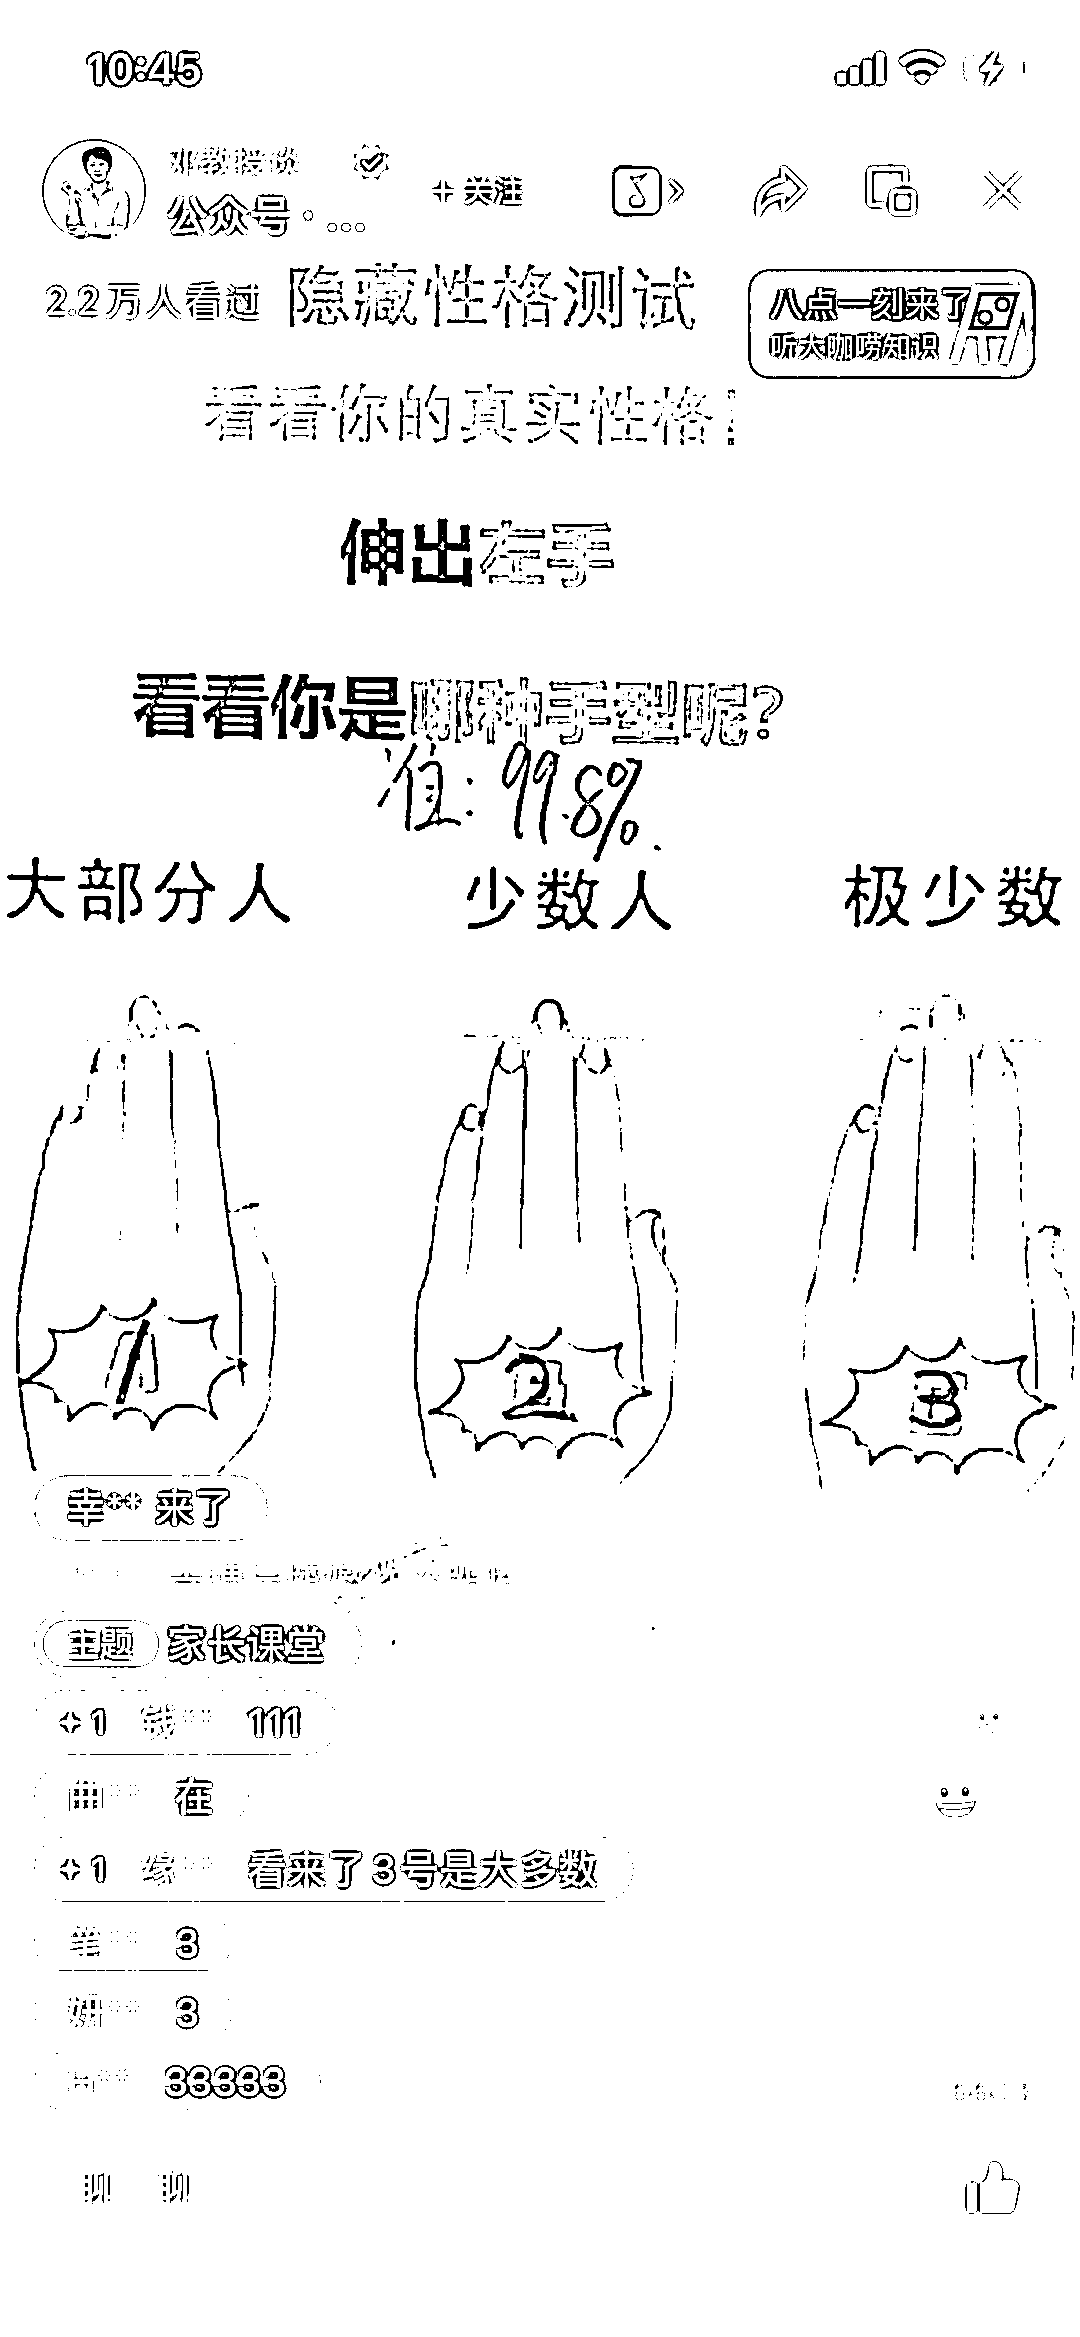 10:45
邓教授谈
公众号 · ...
+ 关注
2.2万人看过
隐藏性格测试
八点一刻来了
听大咖唠知识
看看你的真实性格!
伸出左手
看看你是哪种手型呢?
准: 99.8%.
大部分人 少数人 极少数
1 2 3
幸** 来了
主题 家长课堂
+1 钱** 111
曲** 在
+1 缘** 看来了3号是大多数
笔** 3
妍** 3
33333
聊一聊